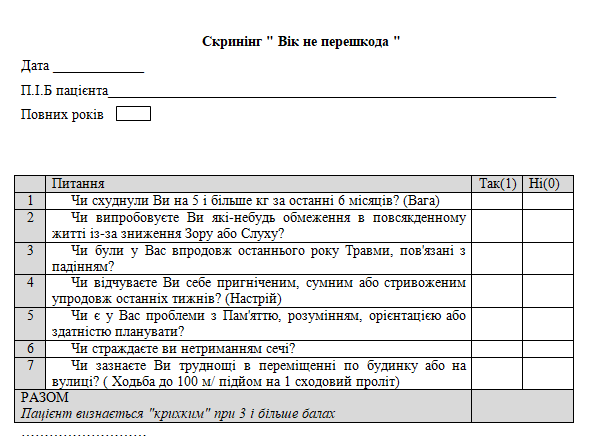 Скринінг " Вік не перешкода "
Дата _____________
П.І.Б пацієнта________________________________________________________________
Повних років
Питання Так(1) Ні(0)
1 Чи схуднули Ви на 5 і більше кг за останні 6 місяців? (Вага)
2 Чи випробовуєте Ви які-небудь обмеження в повсякденному
житті із-за зниження Зору або Слуху?
3 Чи були у Вас впродовж останнього року Травми, пов'язані з
падінням?
4 Чи відчуваєте Ви себе пригніченим, сумним або стривоженим
упродовж останніх тижнів? (Настрій)
5 Чи є у Вас проблеми з Пам'яттю, розумінням, орієнтацією або
здатністю планувати?
6 Чи страждаєте ви нетриманням сечі?
7 Чи зазнаєте Ви труднощі в переміщенні по будинку або на
вулиці? ( Ходьба до 100 м/ підйом на 1 сходовий проліт)
РАЗОМ
Пацієнт визнається "крихким" при 3 і більше балах
………………………